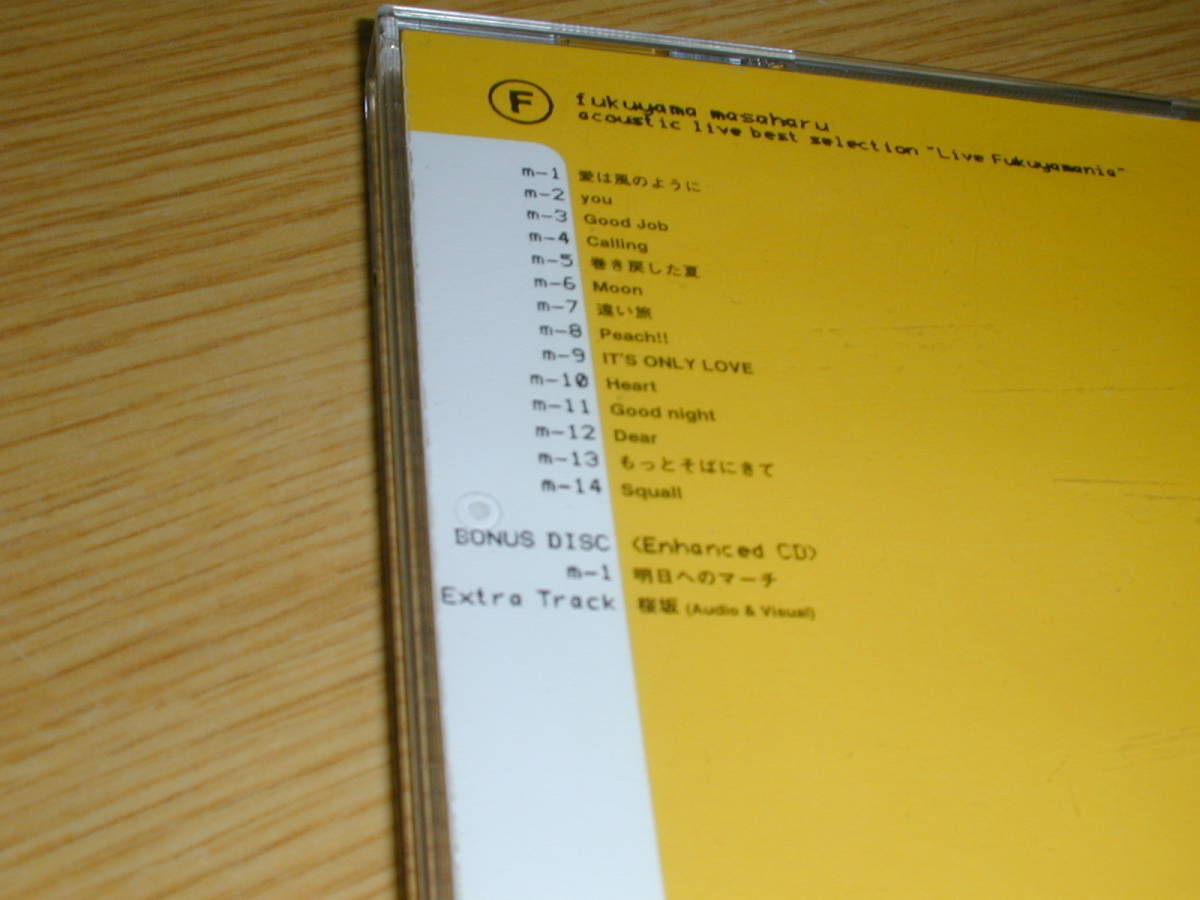 F
fukuyama masaharu
acoustic live best selection "Live Fukuyamania"
m-1 愛は風のように
m-2 you
m-3 Good Job
m-4 Calling
m-5 巻き戻した夏
m-6 Moon
m-7 遠い旅
m-8 Peach!!
m-9 IT'S ONLY LOVE
m-10 Heart
m-11 Good night
m-12 Dear
m-13 もっとそばにきて
m-14 Squall
BONUS DISC (Enhanced CD)
m-1 明日へのマーチ
Extra Track 桜坂 (Audio & Visual)